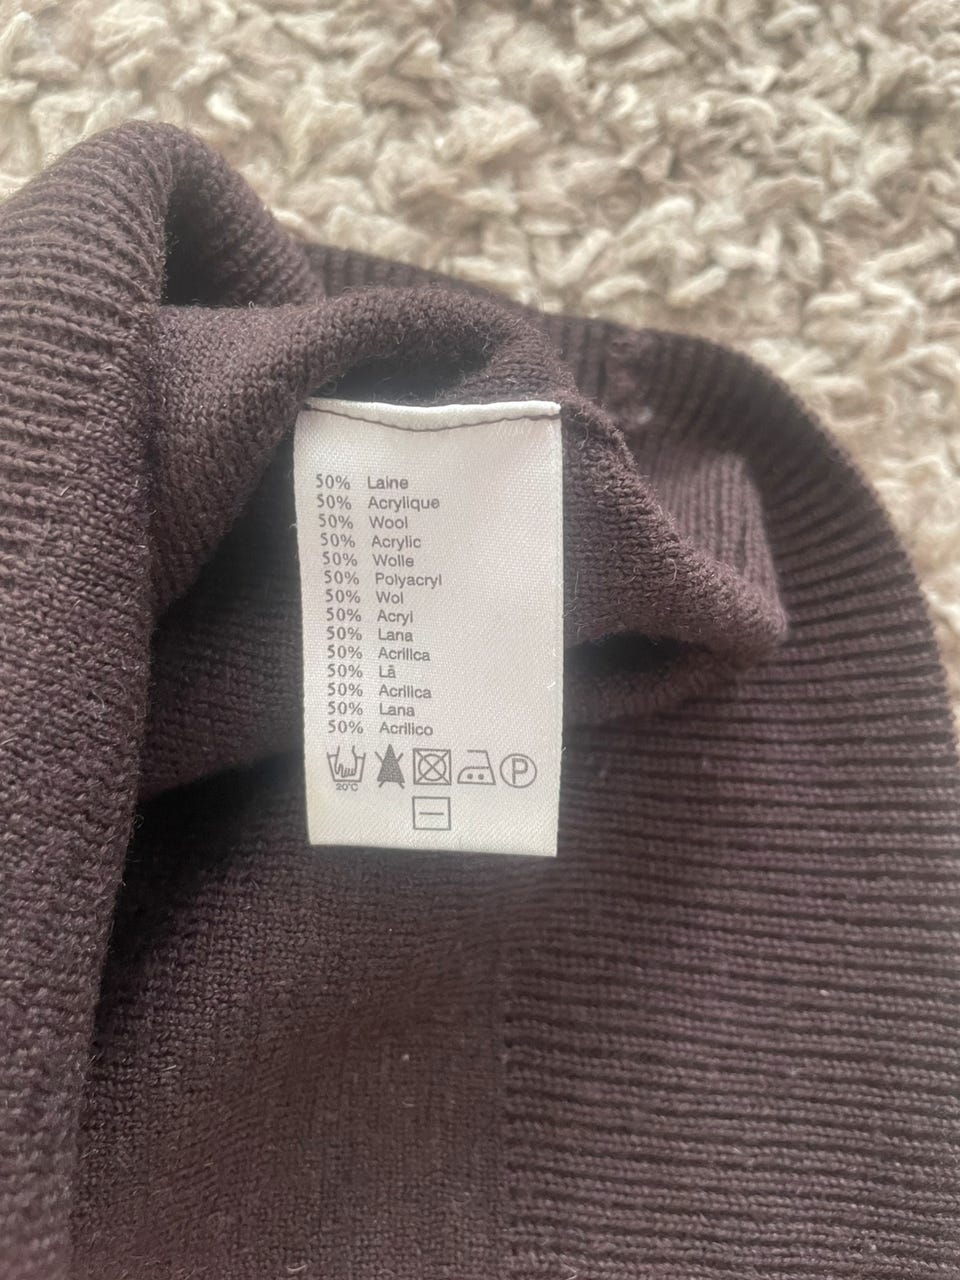 50% Laine
50% Acrylique
50% Wool
50% Acrylic
50% Wolle
50% Polyacryl
50% Wol
50% Acryl
50% Lana
50% Acrilica
50% Lã
50% Acrilica
50% Lana
50% Acrilico
20°C P